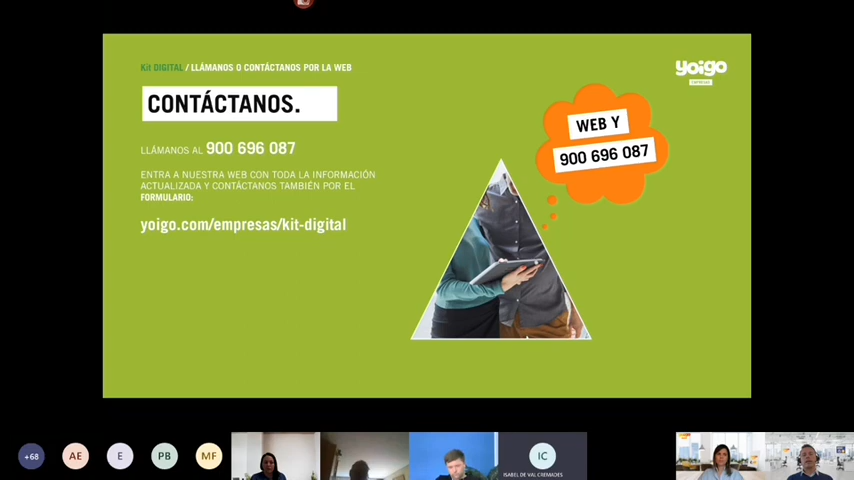 Kit DIGITAL / LLÁMANOS O CONTÁCTANOS POR LA WEB
yoigo
CONTÁCTANOS.
WEB Y
900 696 087
LLÁMANOS AL 900 696 087
ENTRA A NUESTRA WEB CON TODA LA INFORMACIÓN
ACTUALIZADA Y CONTÁCTANOS TAMBIÉN POR EL
FORMULARIO:
yoigo.com/empresas/kit-digital
+68
AE
E
PB
MF
IC
ISABEL DE VAL CREMADES